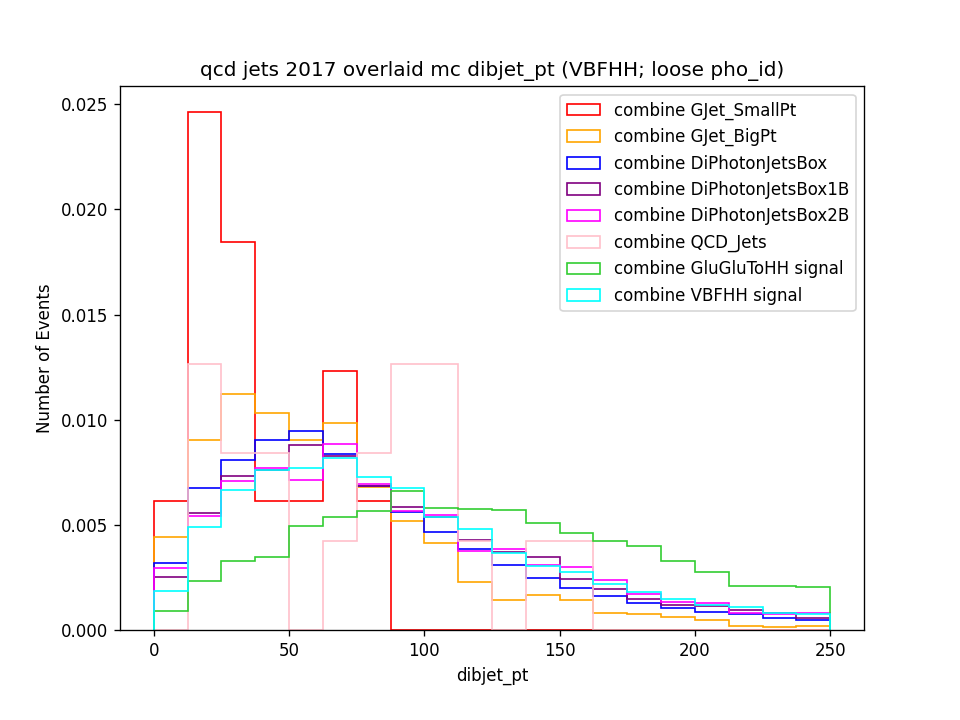 qcd jets 2017 overlaid mc dibjet_pt (VBFHH; loose pho_id)
combine GJet_SmallPt
combine GJet_BigPt
combine DiPhotonJetsBox
combine DiPhotonJetsBox1B
combine DiPhotonJetsBox2B
combine QCD_Jets
combine GluGluToHH signal
combine VBFHH signal
Number of Events
0.025
0.020
0.015
0.010
0.005
0.000
0
50
100
150
200
250
dibjet_pt